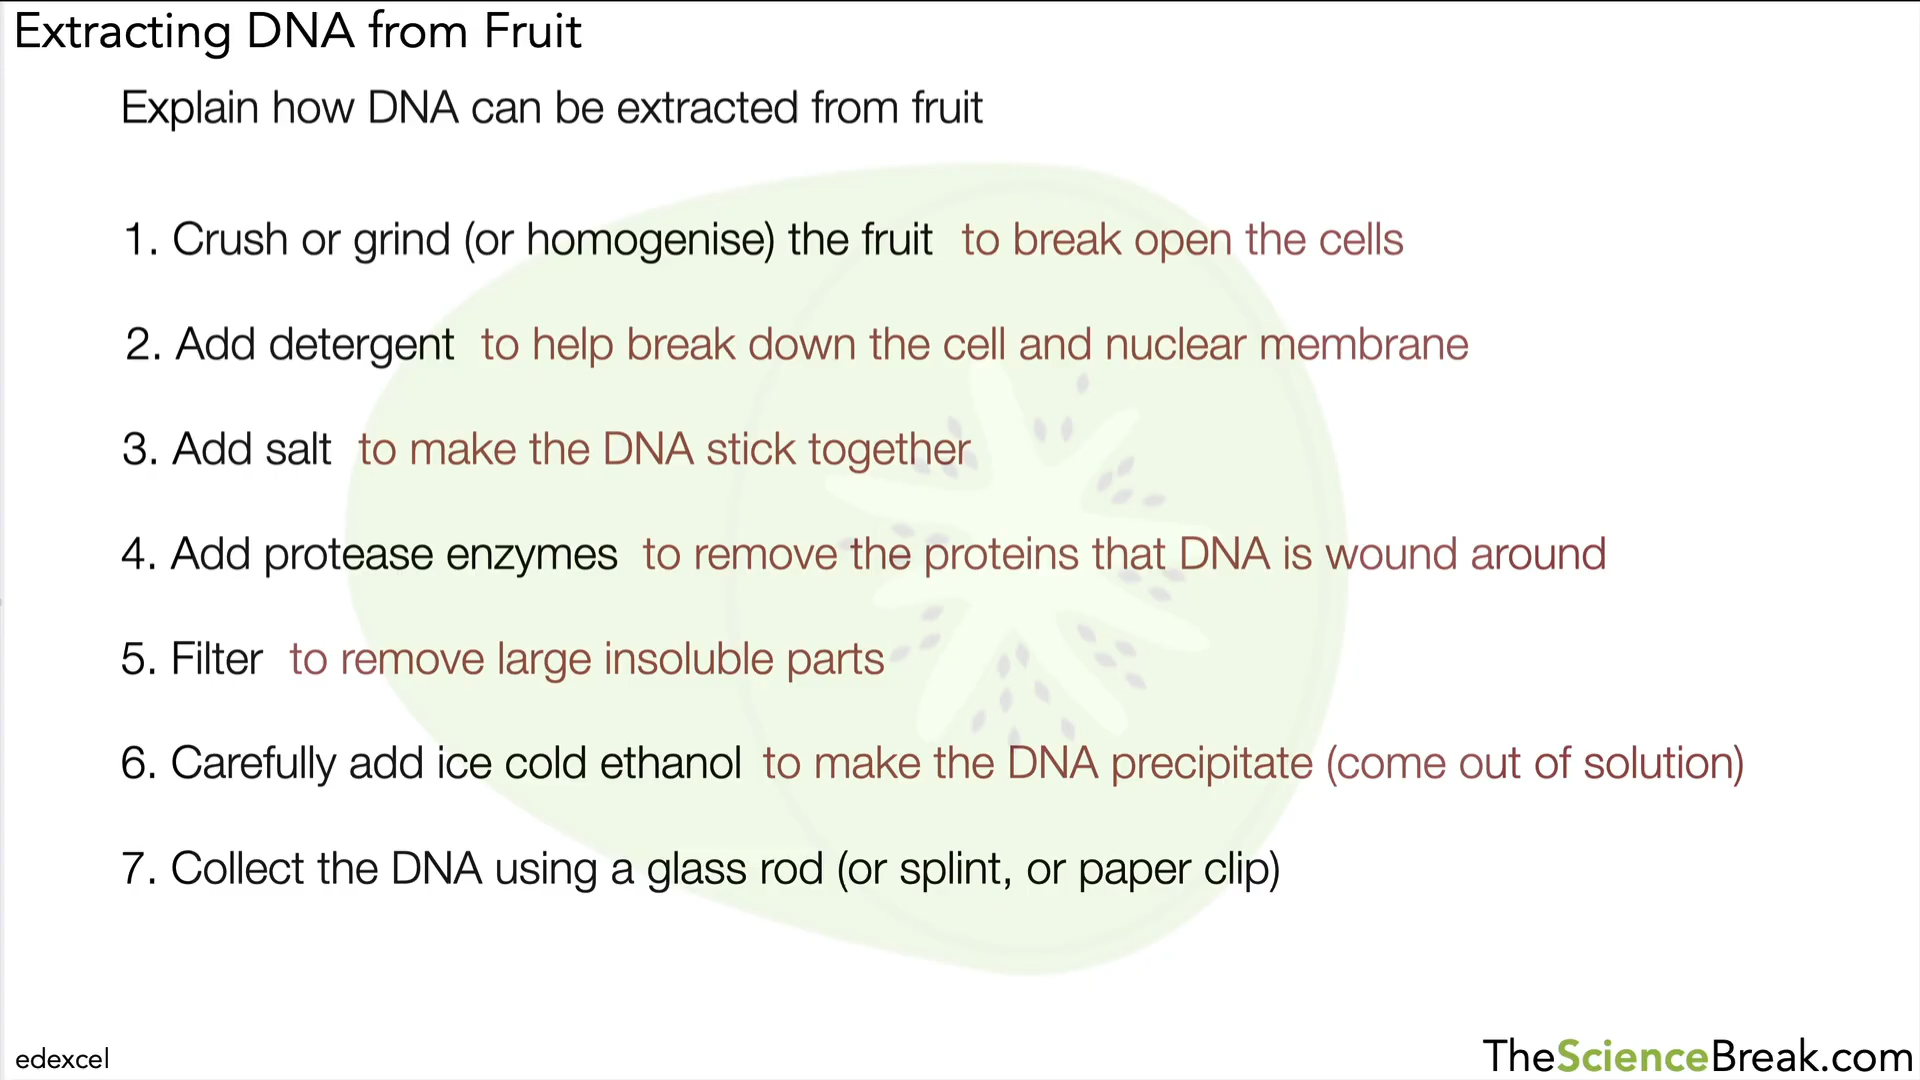 Extracting DNA from Fruit
Explain how DNA can be extracted from fruit
1. Crush or grind (or homogenise) the fruit to break open the cells
2. Add detergent to help break down the cell and nuclear membrane
3. Add salt to make the DNA stick together
4. Add protease enzymes to remove the proteins that DNA is wound around
5. Filter to remove large insoluble parts
6. Carefully add ice cold ethanol to make the DNA precipitate (come out of solution)
7. Collect the DNA using a glass rod (or splint, or paper clip)
edexcel
TheScienceBreak.com